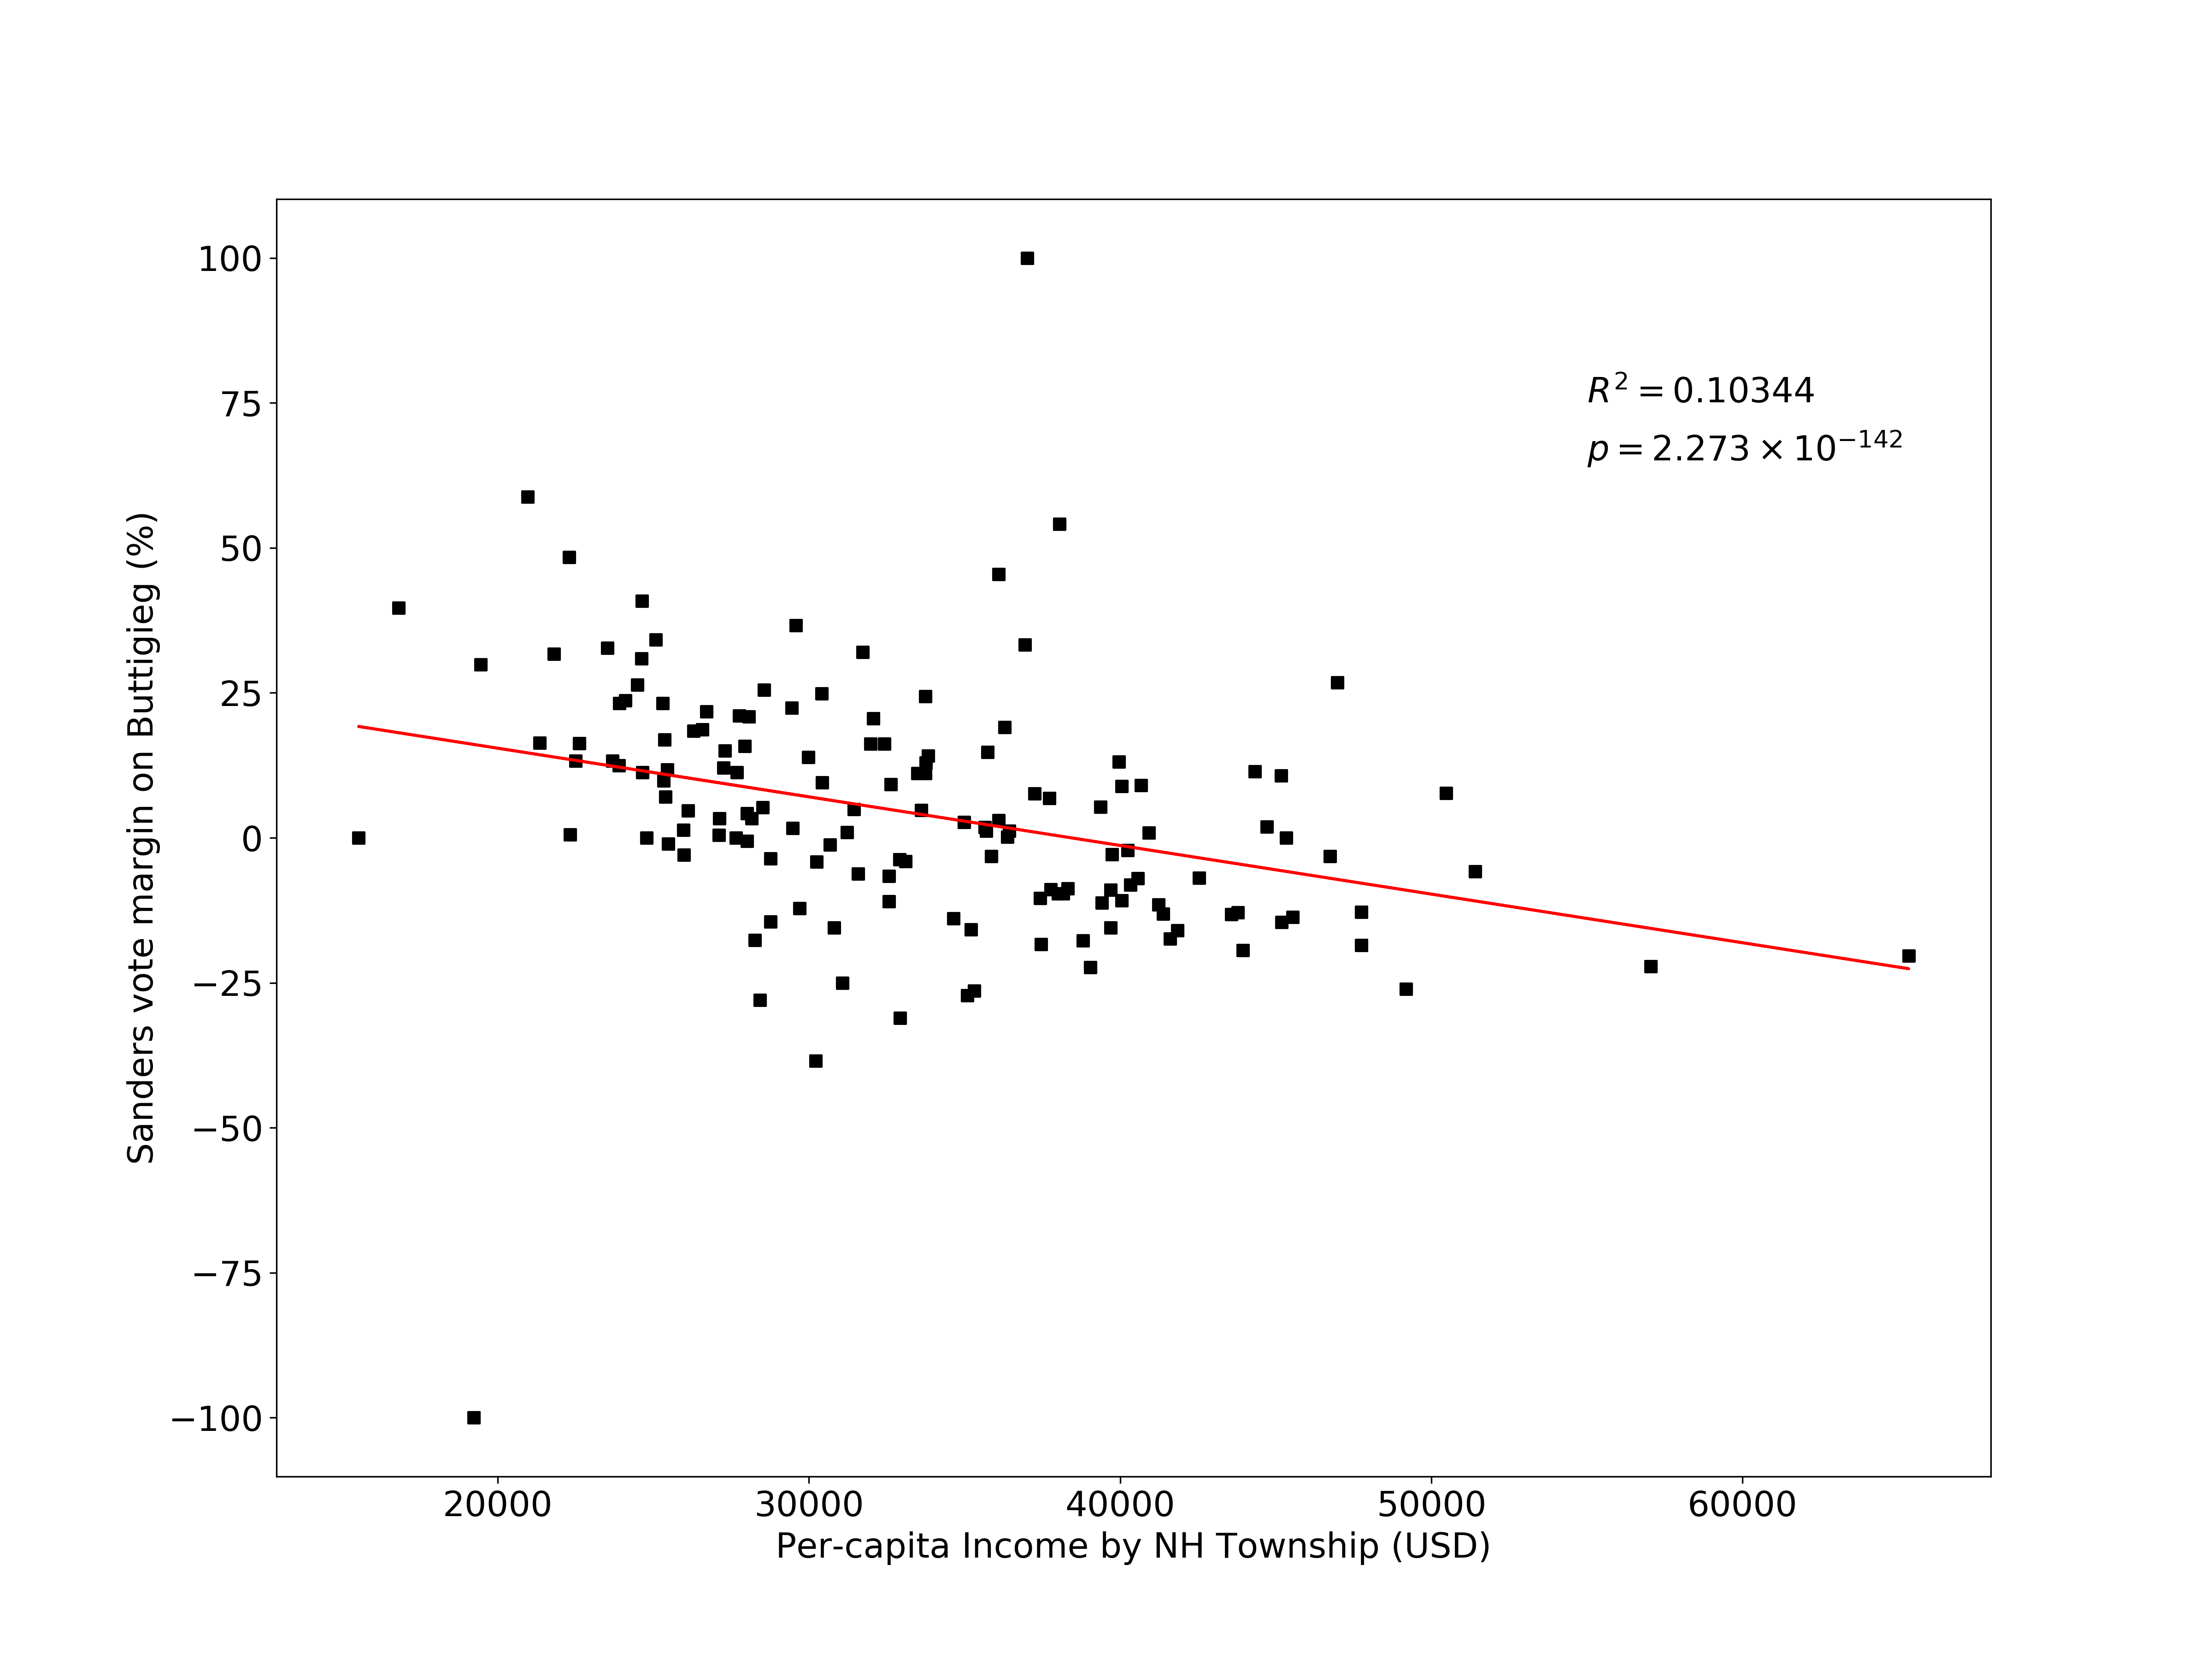 100
75
50
25
0
−25
−50
−75
−100
Sanders vote margin on Buttigieg (%)
R² = 0.10344
p = 2.273 × 10⁻¹⁴²
20000 30000 40000 50000 60000
Per-capita Income by NH Township (USD)